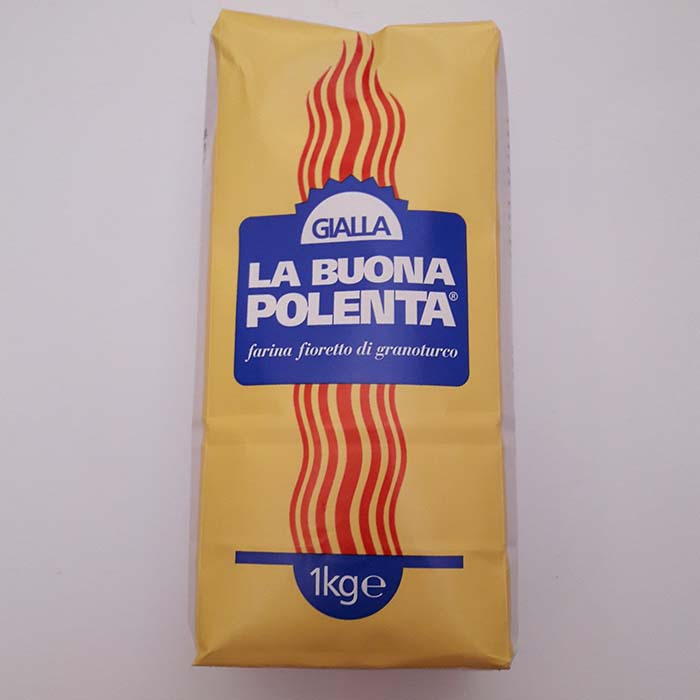 GIALLA
LA BUONA
POLENTA®
farina fioretto di granoturco
1kg℮